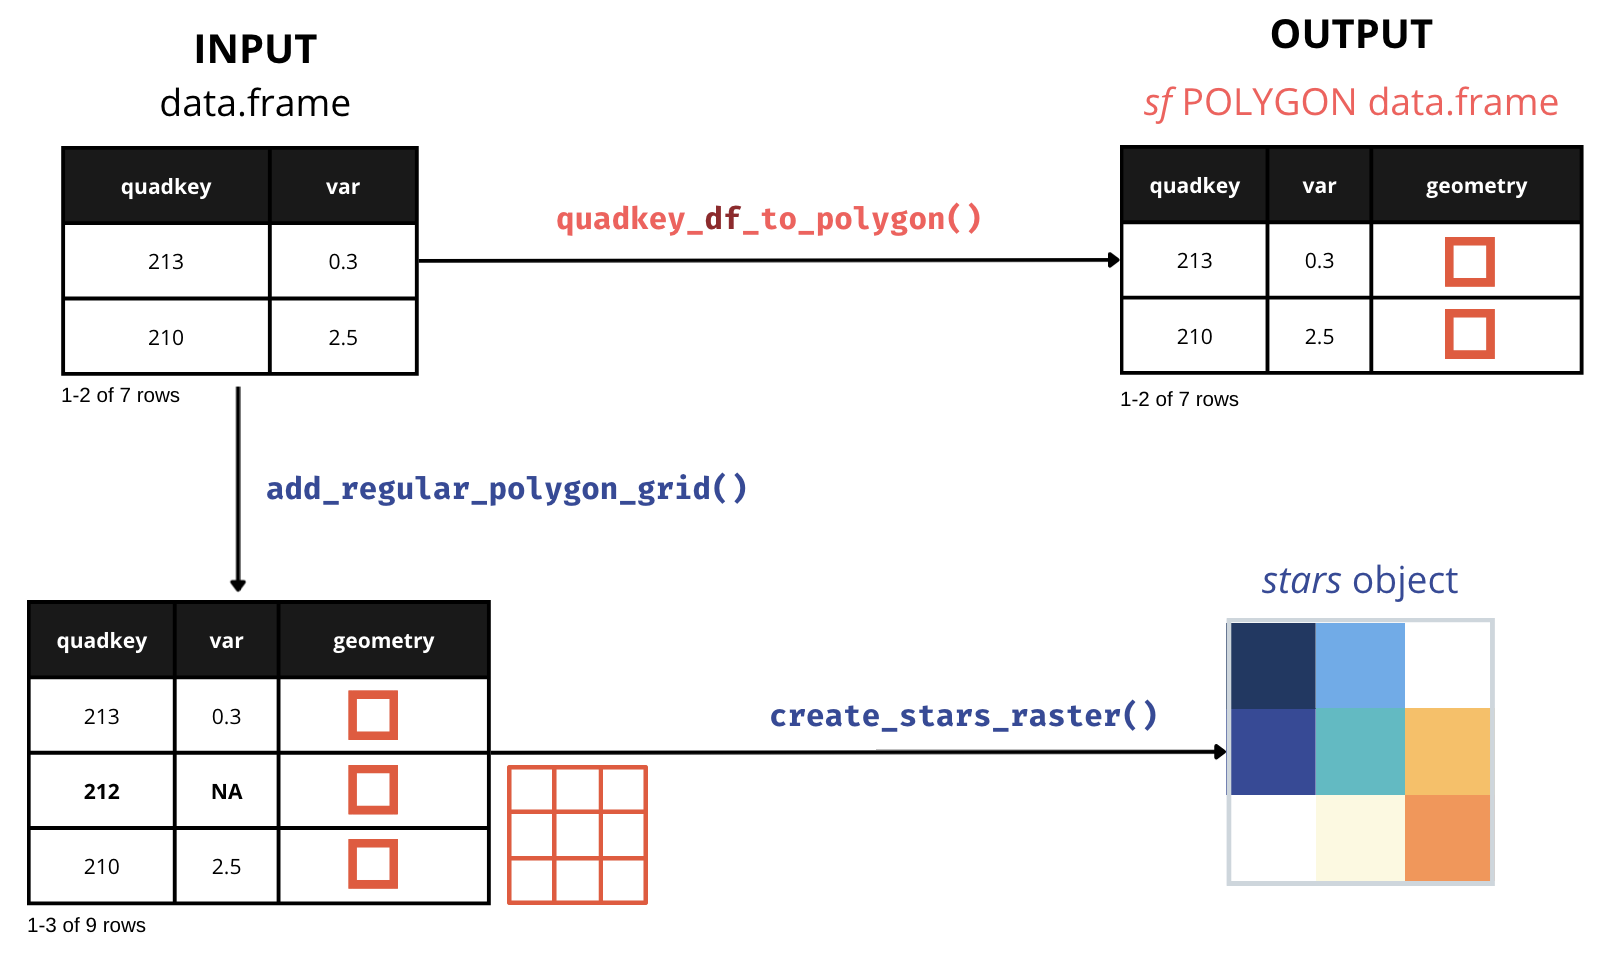 INPUT
data.frame
quadkey var
213 0.3
210 2.5
1-2 of 7 rows
quadkey_df_to_polygon()
OUTPUT
sf POLYGON data.frame
quadkey var geometry
213 0.3
210 2.5
1-2 of 7 rows
add_regular_polygon_grid()
quadkey var geometry
213 0.3
212 NA
210 2.5
1-3 of 9 rows
create_stars_raster()
stars object